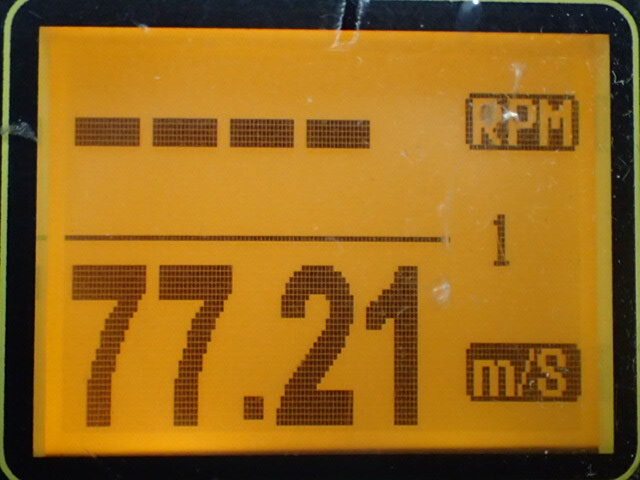 ---- RPM
1
77.21 m/S